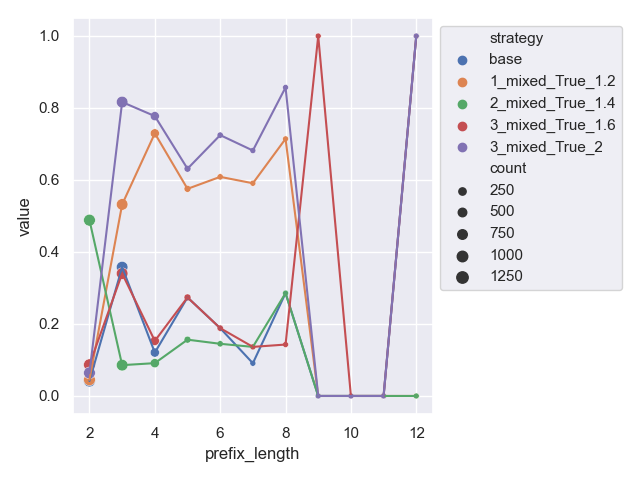 1.0
0.8
0.6
0.4
0.2
0.0
value
2
4
6
8
10
12
prefix_length
strategy
base
1_mixed_True_1.2
2_mixed_True_1.4
3_mixed_True_1.6
3_mixed_True_2
count
250
500
750
1000
1250